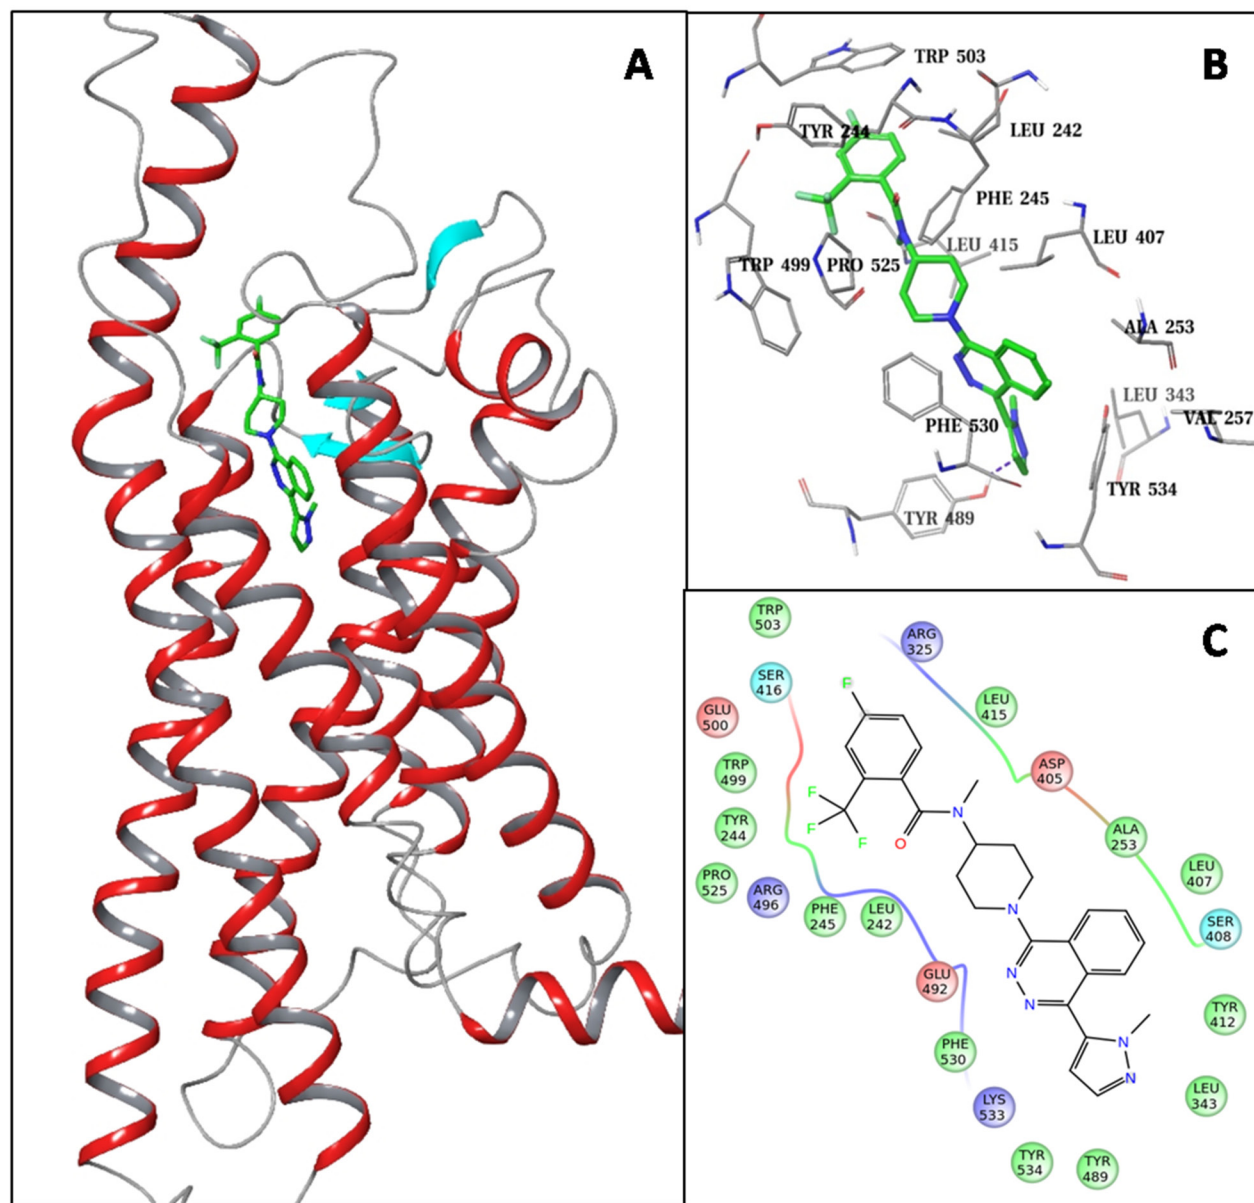 A
B
TRP 503
TYR 244
LEU 242
PHE 245
LEU 415
LEU 407
TRP 499
PRO 525
ALA 253
LEU 343
VAL 257
PHE 530
TYR 534
TYR 489
C
TRP
503
ARG
325
SER
416
F
LEU
415
GLU
500
ASP
405
TRP
499
F
N
TYR
244
F
F
O
ALA
253
LEU
407
PRO
525
ARG
496
PHE
245
LEU
242
N
SER
408
GLU
492
N
N
TYR
412
PHE
530
N
N
LEU
343
LYS
533
TYR
534
TYR
489